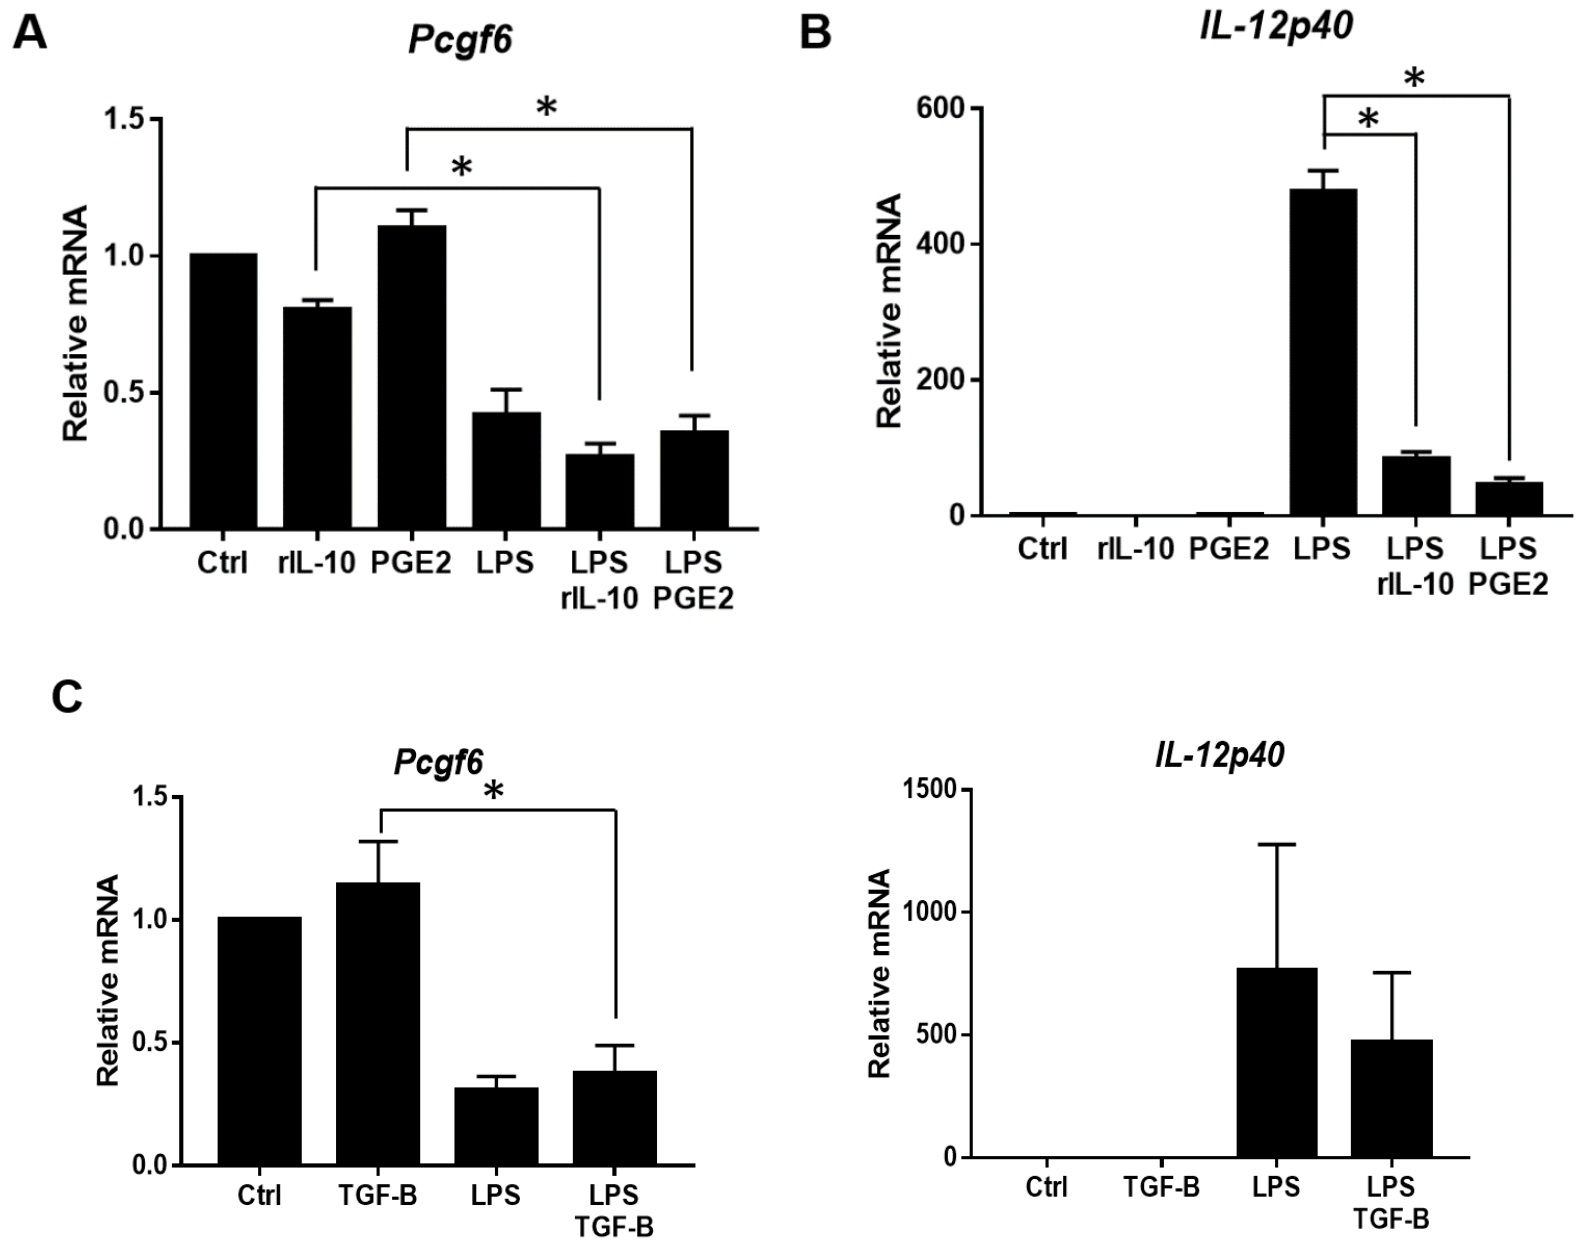 A
Pcgf6
Relative mRNA
1.5
1.0
0.5
0.0
*
*
Ctrl rIL-10 PGE2 LPS LPS LPS
rIL-10 PGE2
B
IL-12p40
Relative mRNA
600
400
200
0
*
*
Ctrl rIL-10 PGE2 LPS LPS LPS
rIL-10 PGE2
C
Pcgf6
Relative mRNA
1.5
1.0
0.5
0.0
*
Ctrl TGF-B LPS LPS
TGF-B
IL-12p40
Relative mRNA
1500
1000
500
0
Ctrl TGF-B LPS LPS
TGF-B